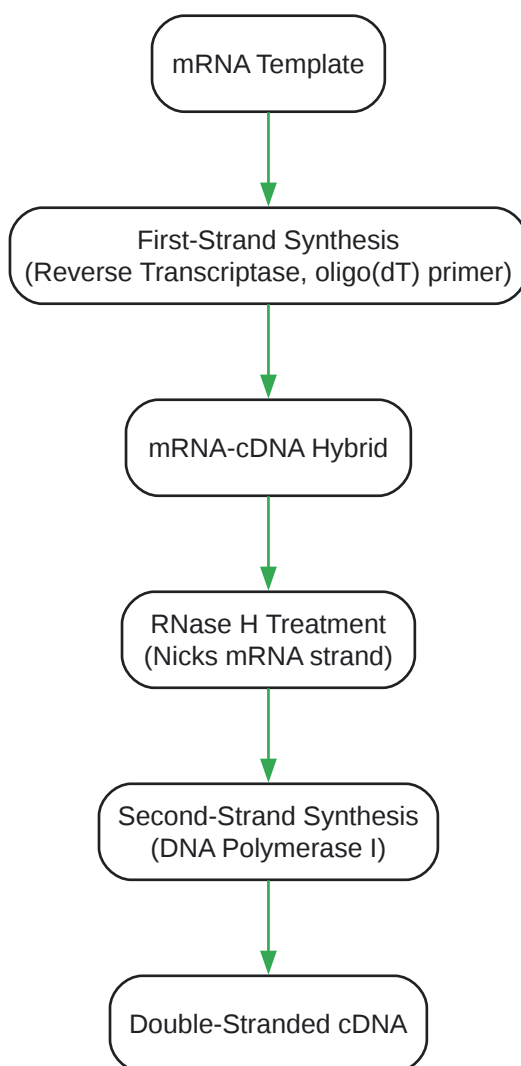 mRNA Template
First-Strand Synthesis
(Reverse Transcriptase, oligo(dT) primer)
mRNA-cDNA Hybrid
RNase H Treatment
(Nicks mRNA strand)
Second-Strand Synthesis
(DNA Polymerase I)
Double-Stranded cDNA